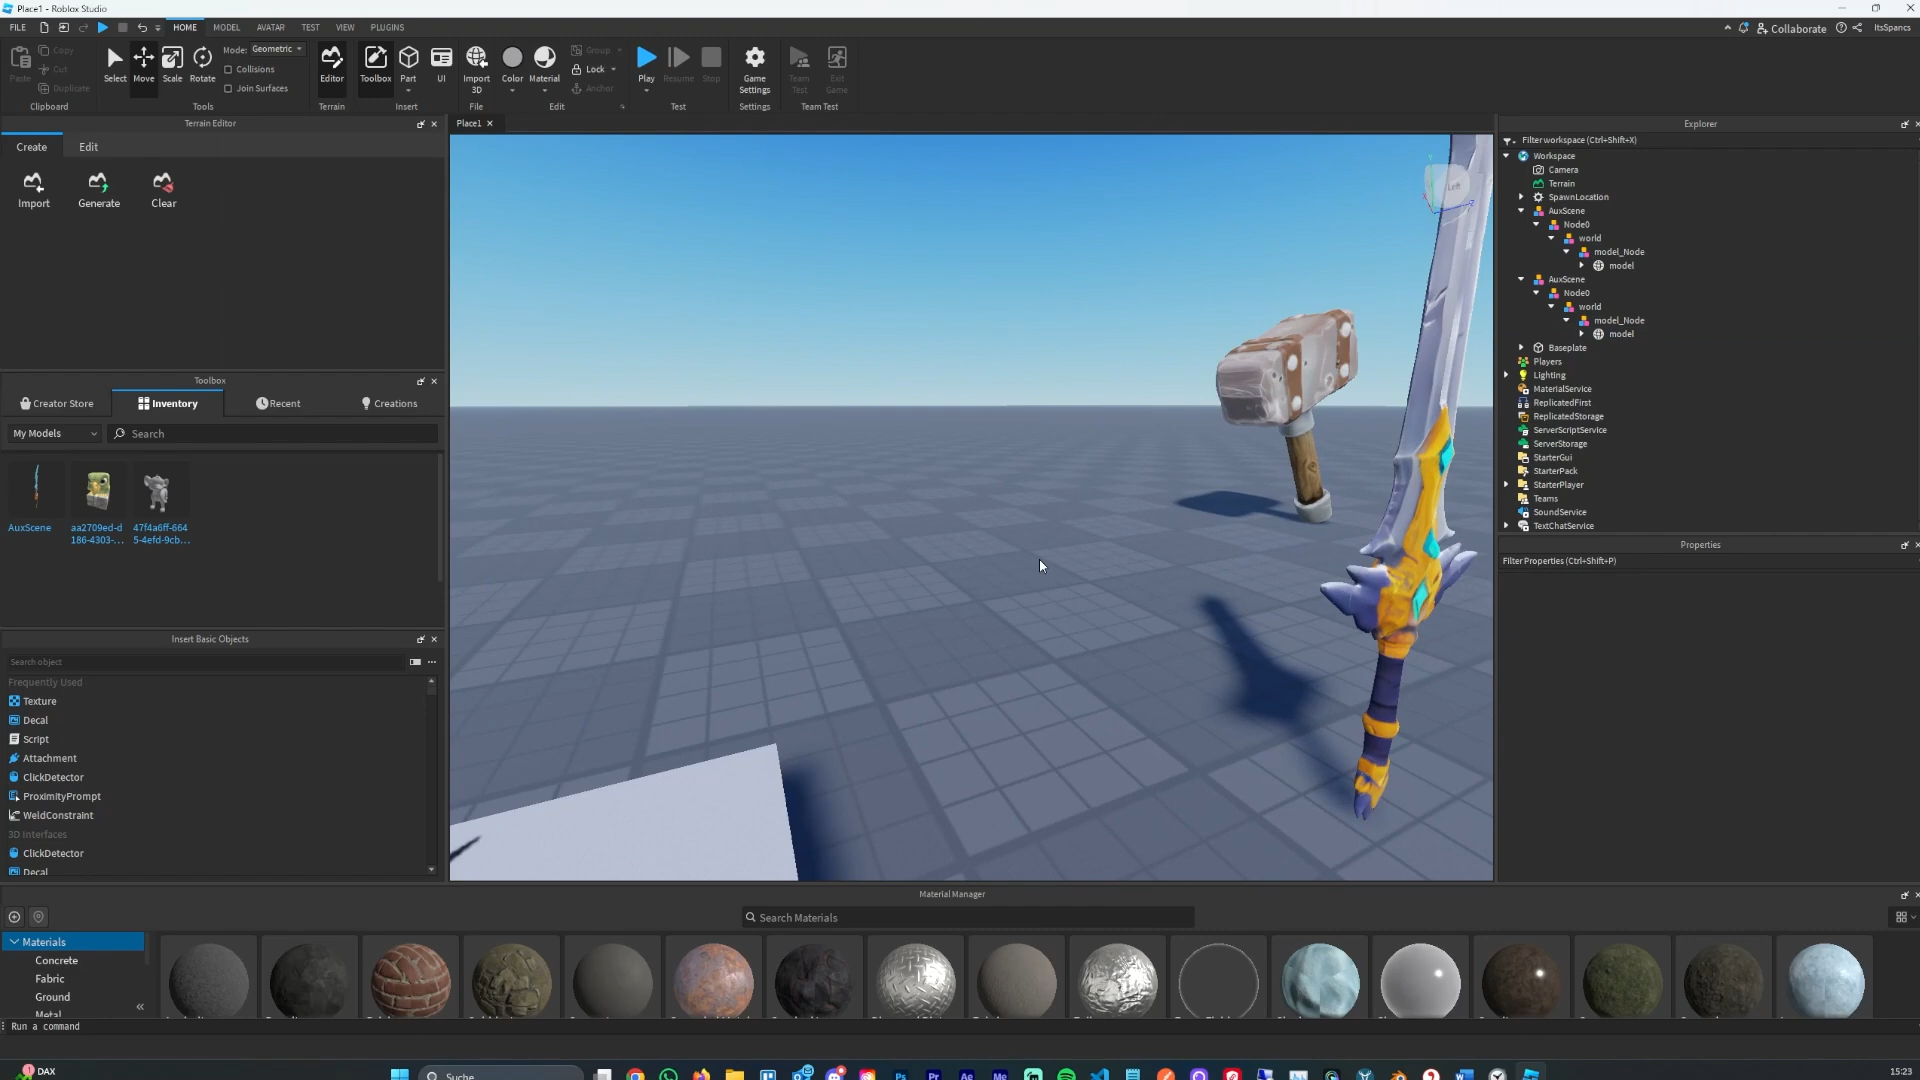 Place1 - Roblox Studio
FILE
HOME
MODEL
AVATAR
TEST
VIEW
PLUGINS
Collaborate
ItsSpancs
Paste
Copy
Cut
Duplicate
Clipboard
Select
Move
Scale
Rotate
Mode: Geometric
Collisions
Join Surfaces
Tools
Editor
Terrain
Toolbox
Part
UI
Insert
Import 3D
File
Color
Material
Group
Lock
Anchor
Edit
Play
Resume
Stop
Test
Game Settings
Settings
Team Test
Exit Game
Team Test
Terrain Editor
Create
Edit
Import
Generate
Clear
Toolbox
Creator Store
Inventory
Recent
Creations
My Models
Search
AuxScene
aa2709ed-d
186-4303-...
47f4a6ff-664
5-4efd-9cb...
Insert Basic Objects
Search object
Frequently Used
Texture
Decal
Script
Attachment
ClickDetector
ProximityPrompt
WeldConstraint
3D Interfaces
ClickDetector
Decal
Place1
Left
Explorer
Filter workspace (Ctrl+Shift+X)
Workspace
Camera
Terrain
SpawnLocation
AuxScene
Node0
world
model_Node
model
AuxScene
Node0
world
model_Node
model
Baseplate
Players
Lighting
MaterialService
ReplicatedFirst
ReplicatedStorage
ServerScriptService
ServerStorage
StarterGui
StarterPack
StarterPlayer
Teams
SoundService
TextChatService
Properties
Filter Properties (Ctrl+Shift+P)
Material Manager
Search Materials
Materials
Concrete
Fabric
Ground
Metal
Run a command
DAX
Suche
15:23